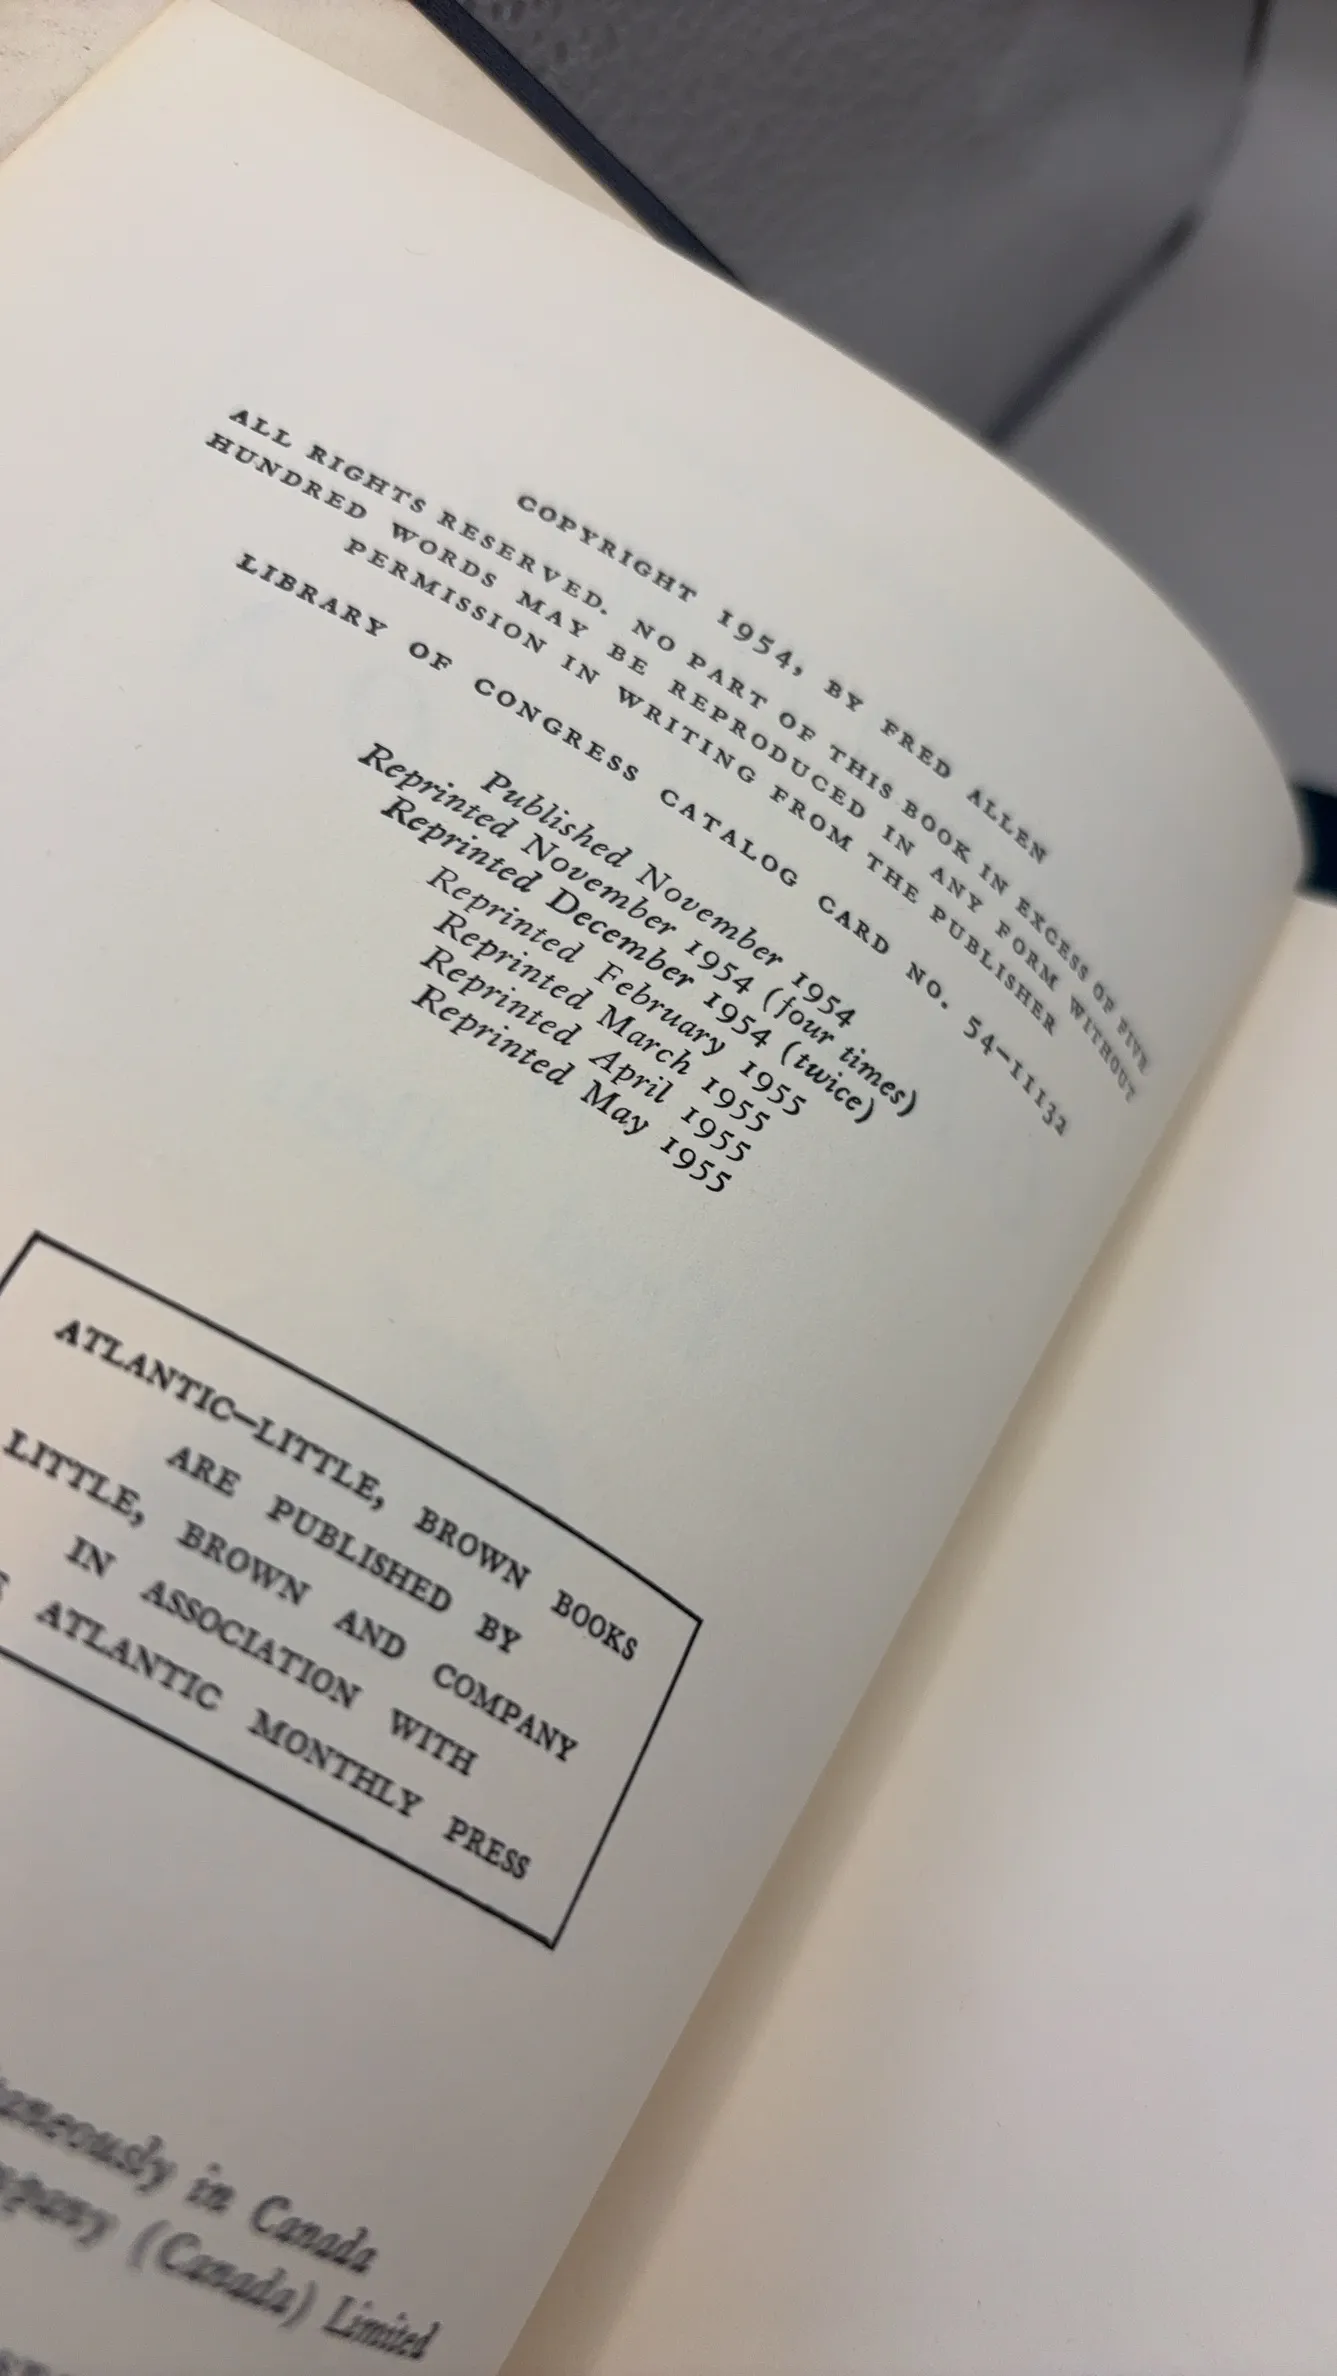 COPYRIGHT 1954, BY FRED ALLEN
ALL RIGHTS RESERVED. NO PART OF THIS BOOK IN EXCESS OF FIVE
HUNDRED WORDS MAY BE REPRODUCED IN ANY FORM WITHOUT
PERMISSION IN WRITING FROM THE PUBLISHER
LIBRARY OF CONGRESS CATALOG CARD NO. 54-11132
Published November 1954
Reprinted November 1954 (four times)
Reprinted December 1954 (twice)
Reprinted February 1955
Reprinted March 1955
Reprinted April 1955
Reprinted May 1955
ATLANTIC—LITTLE, BROWN BOOKS
ARE PUBLISHED BY
LITTLE, BROWN AND COMPANY
IN ASSOCIATION WITH
ATLANTIC MONTHLY PRESS
in Canada
(Canada) Limited